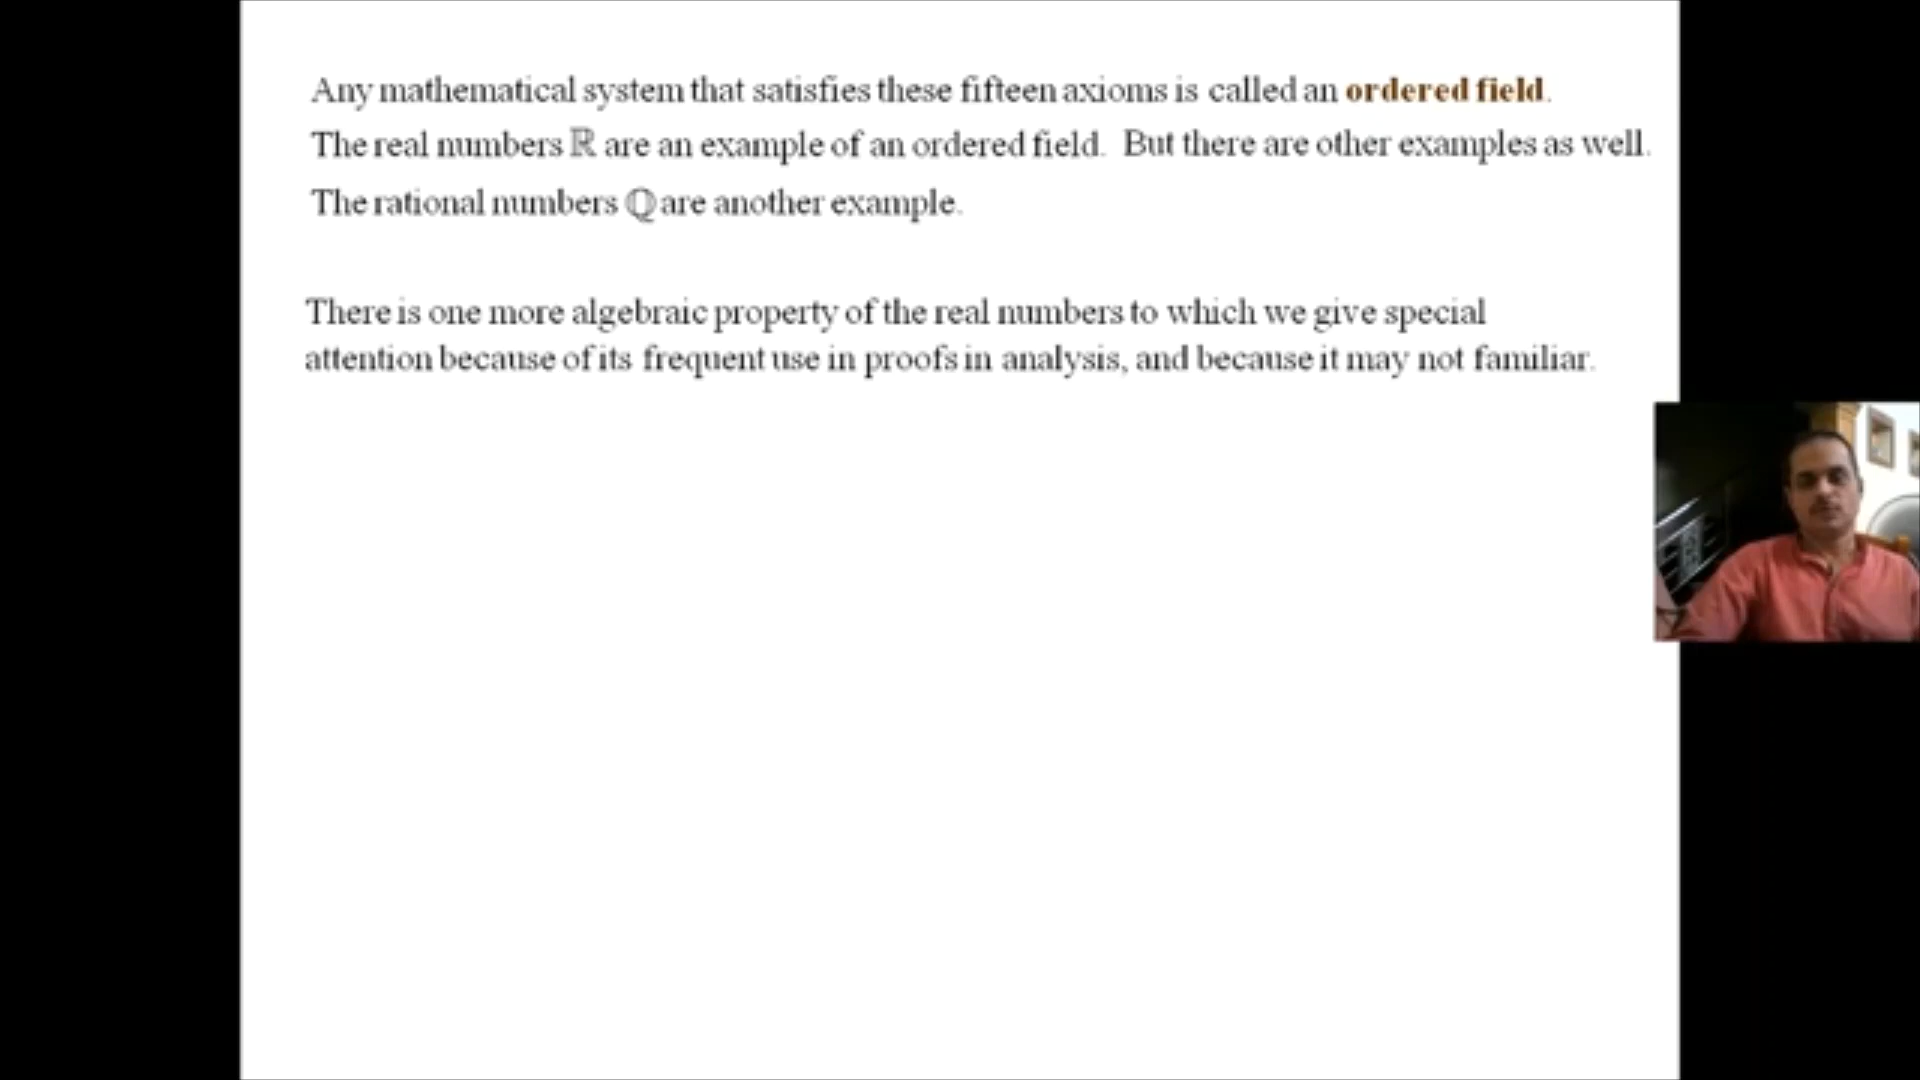 Any mathematical system that satisfies these fifteen axioms is called an ordered field.
The real numbers ℝ are an example of an ordered field. But there are other examples as well.
The rational numbers ℚ are another example.
There is one more algebraic property of the real numbers to which we give special
attention because of its frequent use in proofs in analysis, and because it may not familiar.